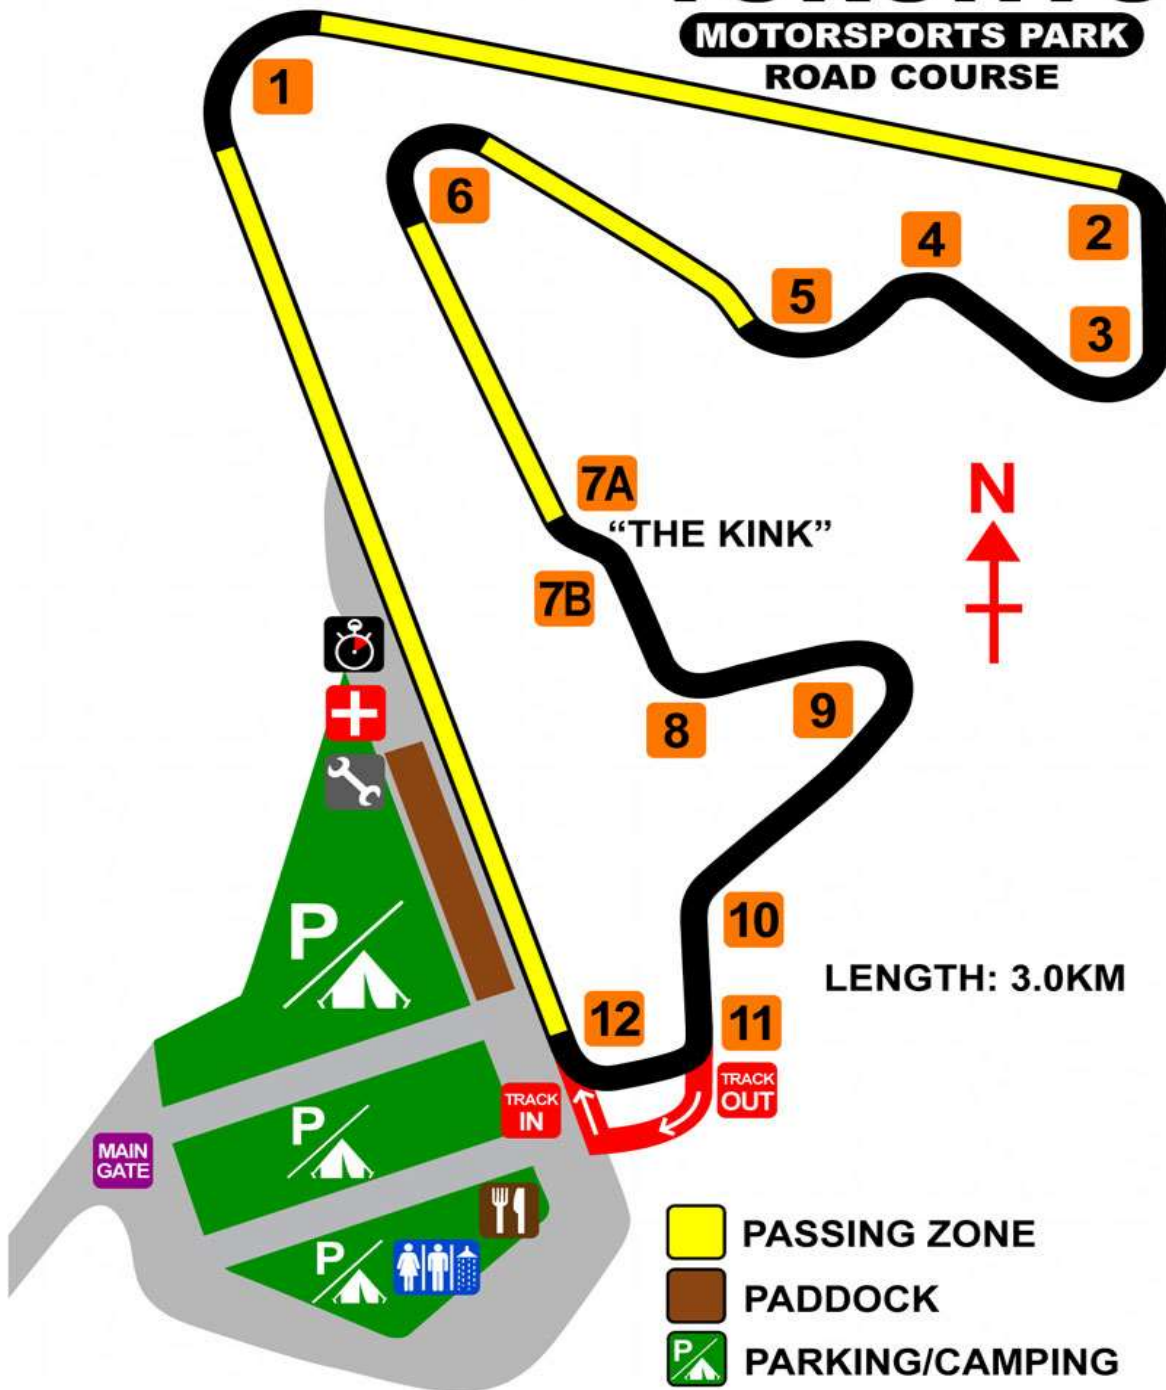 MOTORSPORTS PARK
ROAD COURSE
1
2
3
4
5
6
7A
"THE KINK"
7B
N
8
9
10
LENGTH: 3.0KM
11
12
TRACK
OUT
TRACK
IN
P
P
P
MAIN
GATE
PASSING ZONE
PADDOCK
P
PARKING/CAMPING